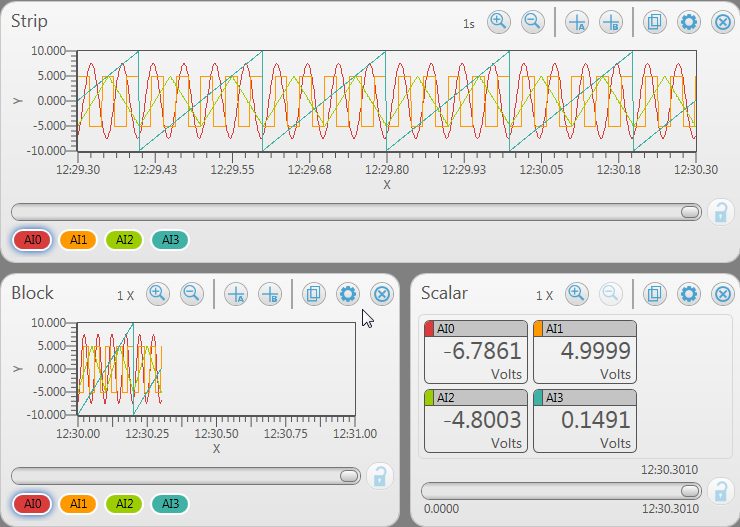 Strip
1s
A
B
10.000
5.000
0.000
-5.000
-10.000
Y
12:29.30 12:29.43 12:29.55 12:29.68 12:29.80 12:29.93 12:30.05 12:30.18 12:30.30
X
AI0 AI1 AI2 AI3
Block
1 X
A
B
10.000
5.000
0.000
-5.000
-10.000
Y
12:30.00 12:30.25 12:30.50 12:30.75 12:31.00
X
AI0 AI1 AI2 AI3
Scalar
1 X
AI0
-6.7861
Volts
AI1
4.9999
Volts
AI2
-4.8003
Volts
AI3
0.1491
Volts
12:30.3010
0.0000 12:30.3010